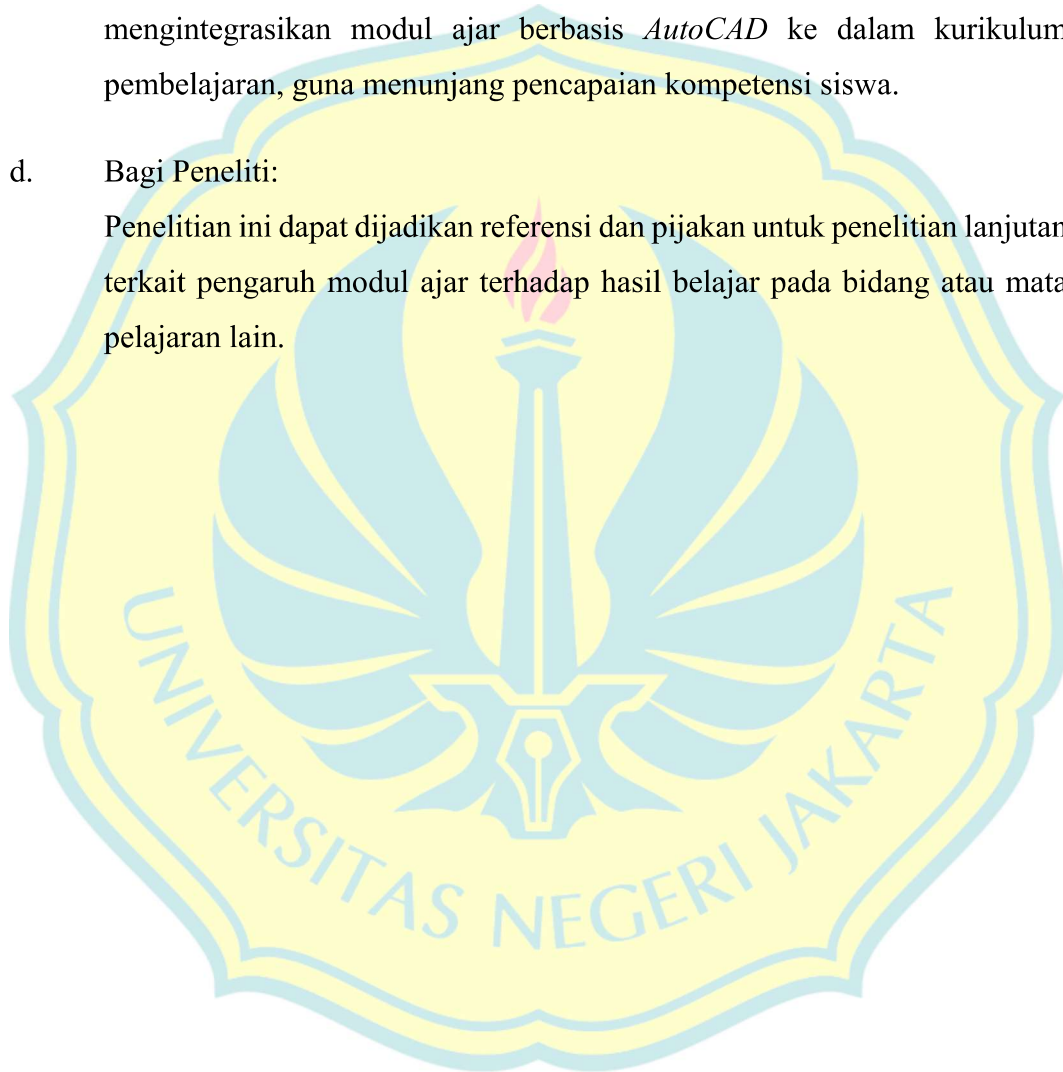 mengintegrasikan modul ajar berbasis AutoCAD ke dalam kurikulum
pembelajaran, guna menunjang pencapaian kompetensi siswa.
d. Bagi Peneliti:
Penelitian ini dapat dijadikan referensi dan pijakan untuk penelitian lanjutan
terkait pengaruh modul ajar terhadap hasil belajar pada bidang atau mata
pelajaran lain.
UNIVERSITAS NEGERI JAKARTA